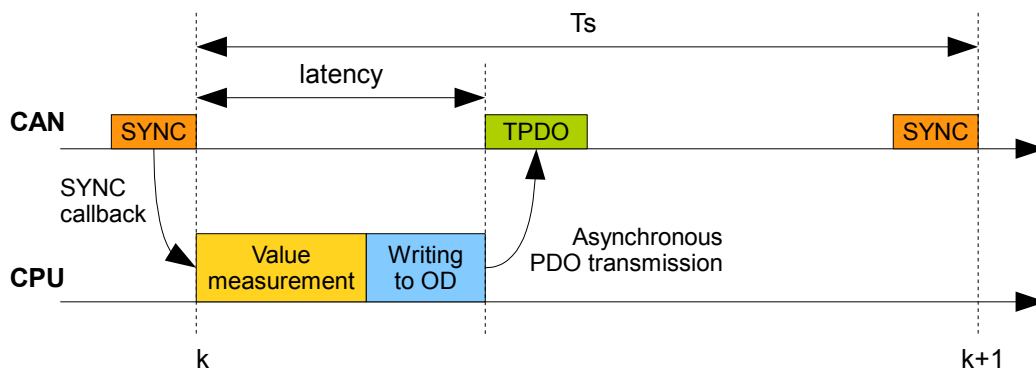 Ts
latency
CAN
SYNC
TPDO
SYNC
SYNC
callback
Asynchronous
PDO transmission
CPU
Value
measurement
Writing
to OD
k
k+1